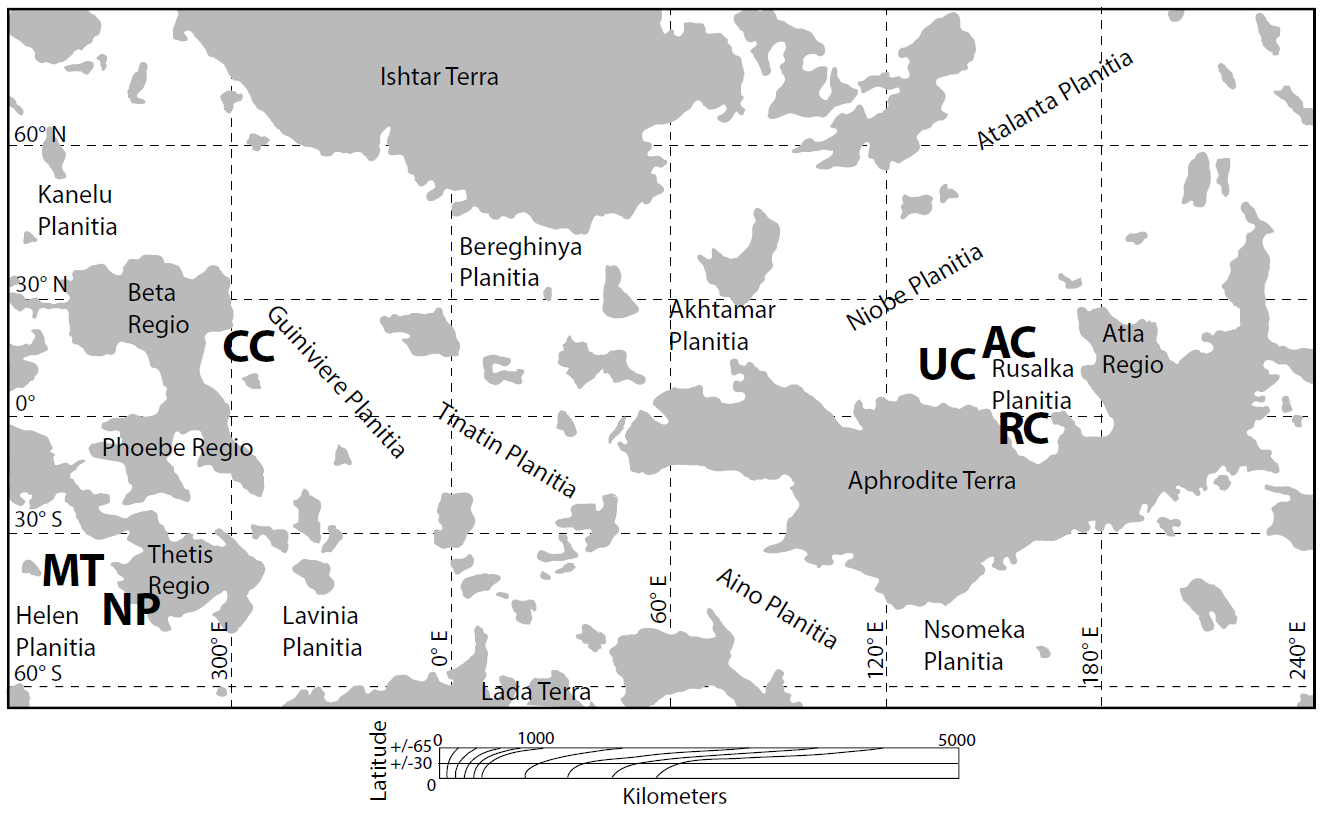 Ishtar Terra
Atalanta Planitia
60° N
Kanelu
Planitia
Bereghinya
Planitia
30° N
Beta
Regio
Niobe Planitia
Akhtamar
Planitia
Guiniviere Planitia
CC
UC
AC
Rusalka
Planitia
Atla
Regio
0°
Tinatin Planitia
RC
Phoebe Regio
Aphrodite Terra
30° S
MT
Thetis
Regio
NP
Helen
Planitia
Lavinia
Planitia
Aino Planitia
Nsomeka
Planitia
60° S
300° E
0° E
60° E
120° E
180° E
240° E
Lada Terra
Latitude
+/-65
+/-30
0
0
1000
5000
Kilometers